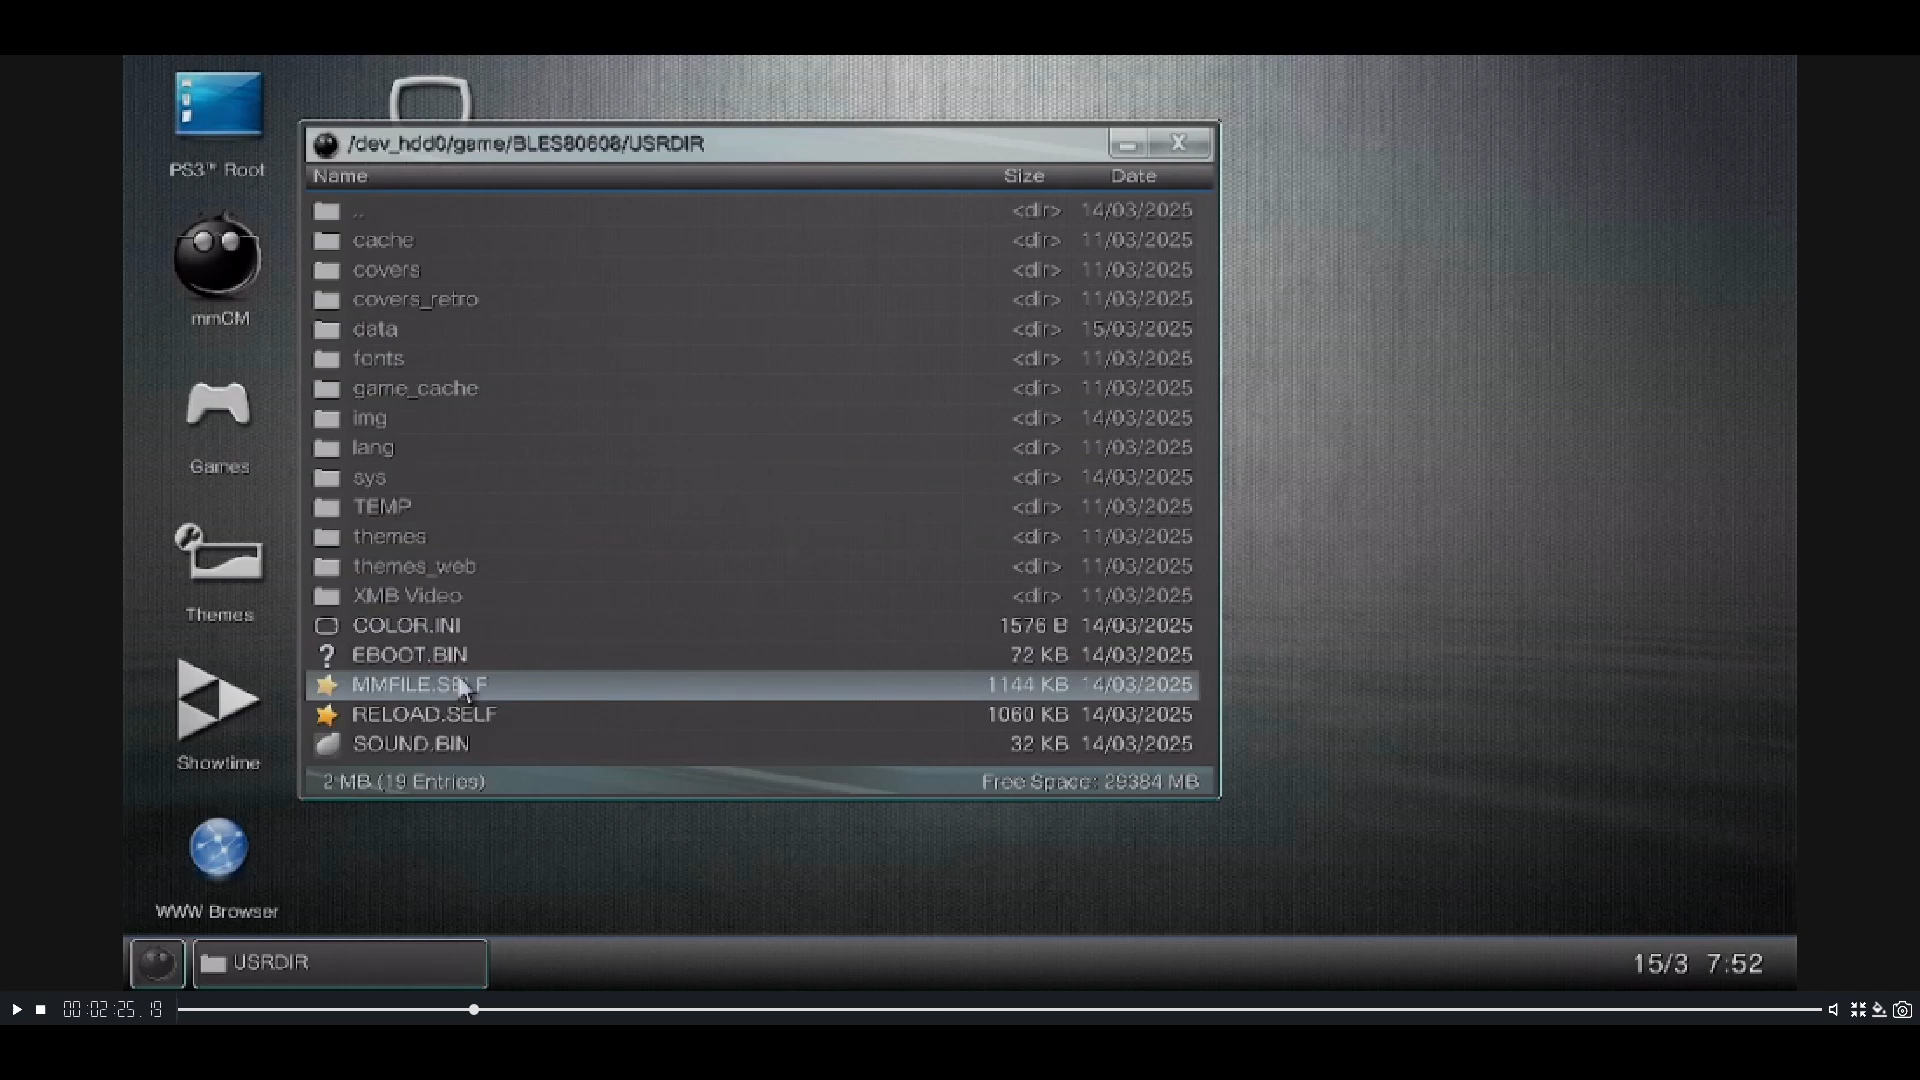 PS3™ Root
mmCM
Games
Themes
Showtime
WWW Browser
/dev_hdd0/game/BLES80608/USRDIR
Name Size Date
.. <dir> 14/03/2025
cache <dir> 11/03/2025
covers <dir> 11/03/2025
covers_retro <dir> 11/03/2025
data <dir> 15/03/2025
fonts <dir> 11/03/2025
game_cache <dir> 11/03/2025
img <dir> 14/03/2025
lang <dir> 11/03/2025
sys <dir> 14/03/2025
TEMP <dir> 11/03/2025
themes <dir> 11/03/2025
themes_web <dir> 11/03/2025
XMB Video <dir> 11/03/2025
COLOR.INI 1576 B 14/03/2025
EBOOT.BIN 72 KB 14/03/2025
MMFILE.SELF 1144 KB 14/03/2025
RELOAD.SELF 1060 KB 14/03/2025
SOUND.BIN 32 KB 14/03/2025
2 MB (19 Entries) Free Space: 29384 MB
USRDIR 15/3 7:52
00:02:25.19